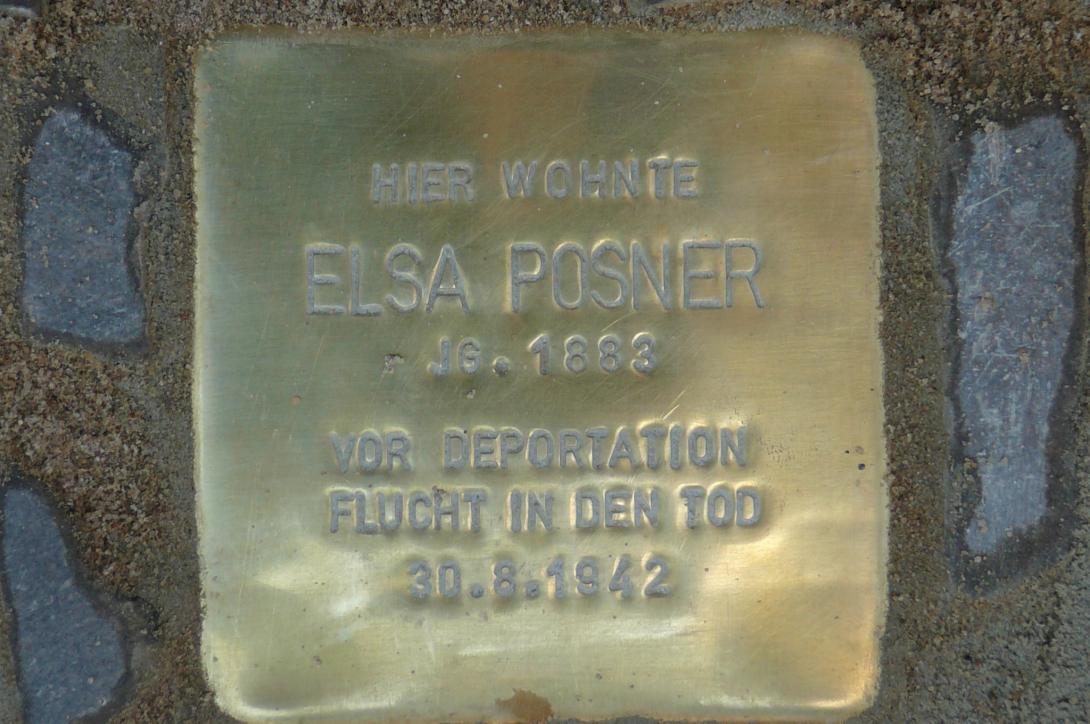 HIER WOHNTE
ELSA POSNER
JG. 1883
VOR DEPORTATION
FLUCHT IN DEN TOD
30.8.1942